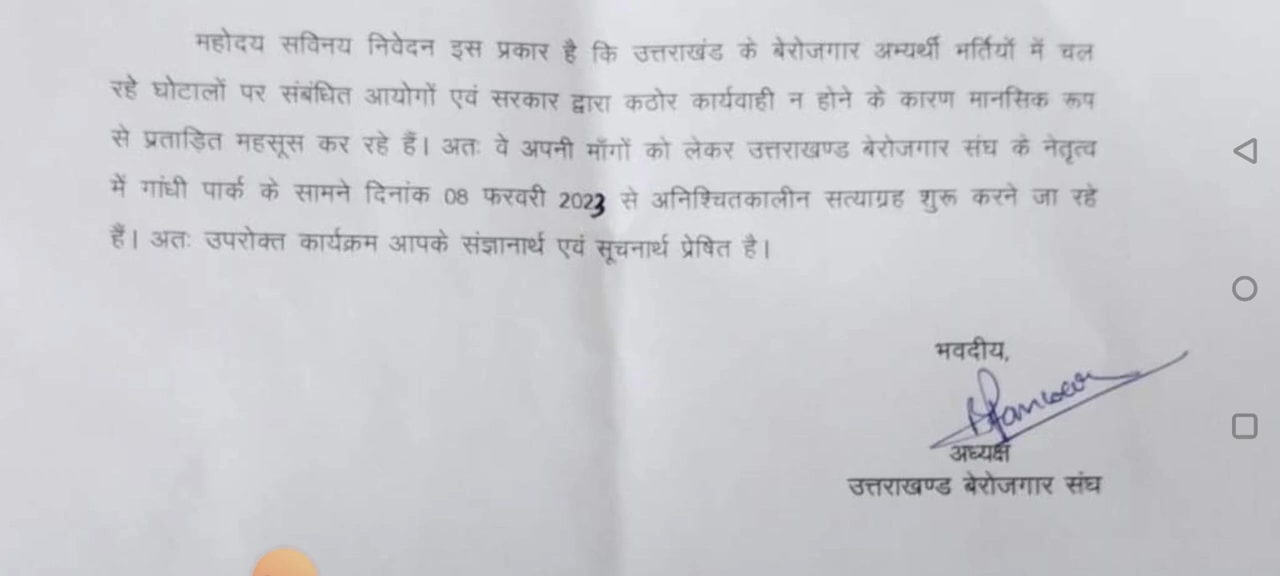 महोदय सविनय निवेदन इस प्रकार है कि उत्तराखंड के बेरोजगार अभ्यर्थी भर्तियों में चल
रहे घोटालों पर संबंधित आयोगों एवं सरकार द्वारा कठोर कार्यवाही न होने के कारण मानसिक रूप
से प्रताड़ित महसूस कर रहे हैं। अतः वे अपनी माँगों को लेकर उत्तराखण्ड बेरोजगार संघ के नेतृत्व
में गांधी पार्क के सामने दिनांक 08 फरवरी 2023 से अनिश्चितकालीन सत्याग्रह शुरू करने जा रहे
हैं। अतः उपरोक्त कार्यक्रम आपके संज्ञानार्थ एवं सूचनार्थ प्रेषित है।
भवदीय,
अध्यक्ष
उत्तराखण्ड बेरोजगार संघ